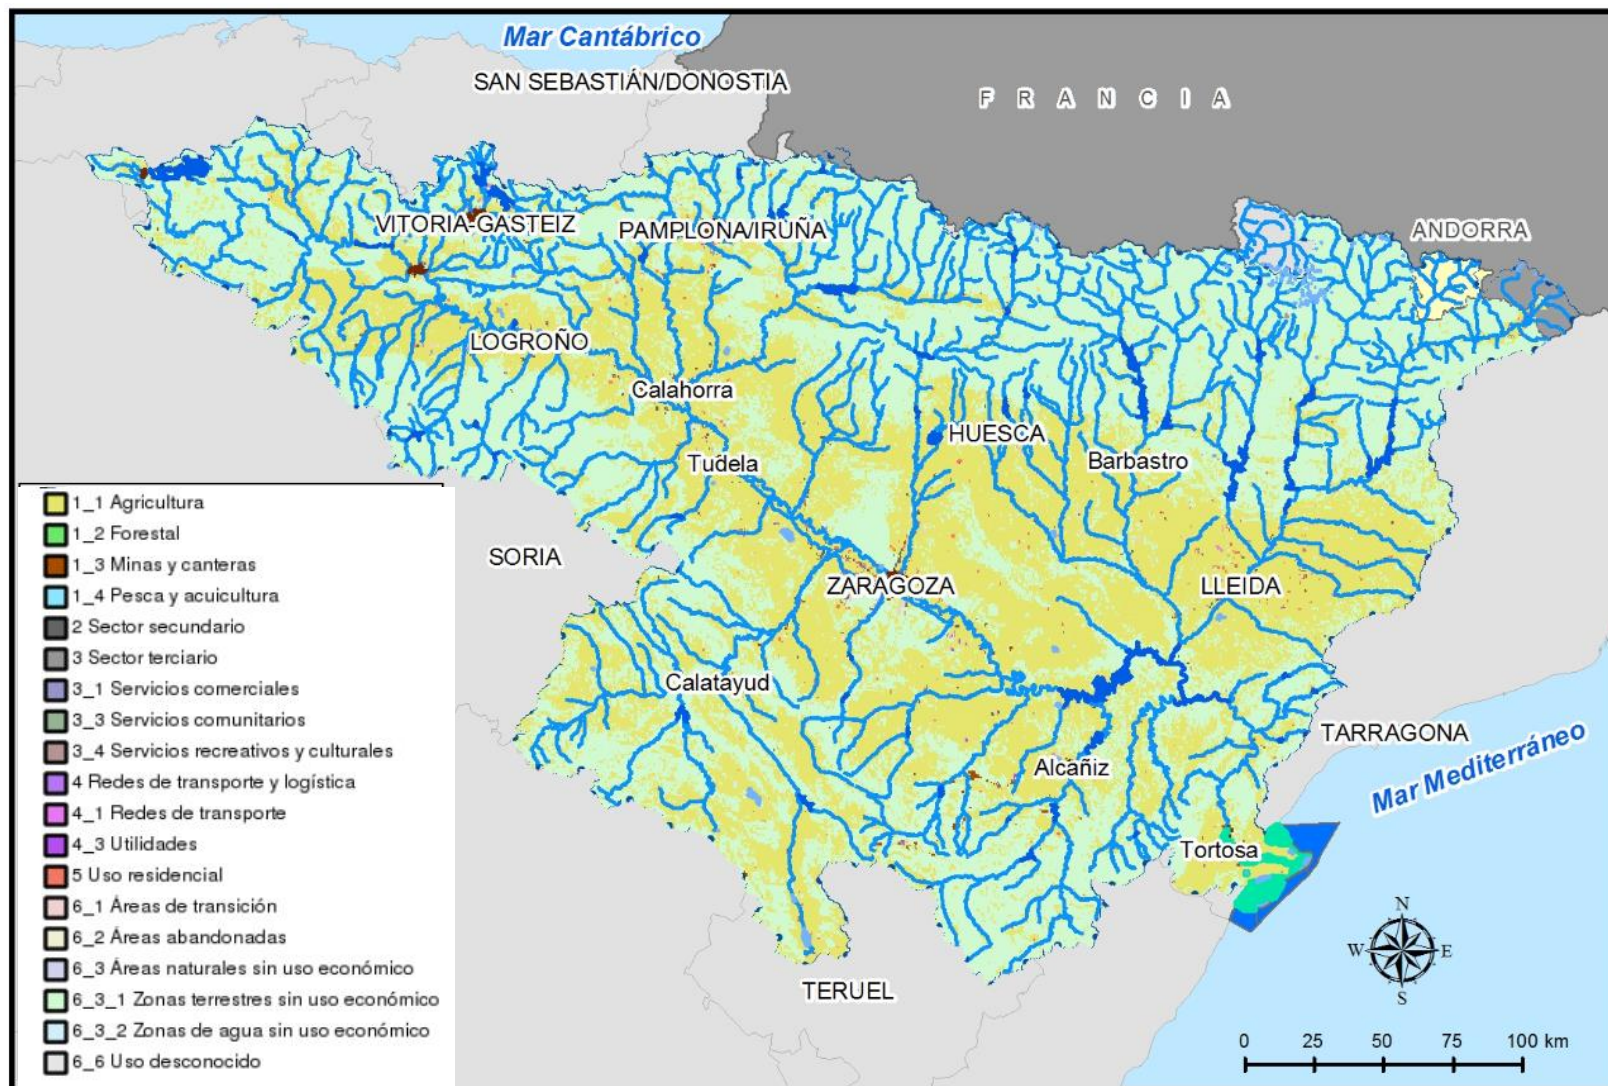 Mar Cantábrico
SAN SEBASTIÁN/DONOSTIA
F R A N C I A
VITORIA-GASTEIZ
PAMPLONA/IRUÑA
ANDORRA
LOGROÑO
Calahorra
HUESCA
Tudela
Barbastro
SORIA
ZARAGOZA
LLEIDA
Calatayud
TARRAGONA
Alcañiz
Mar Mediterráneo
Tortosa
TERUEL
1_1 Agricultura
1_2 Forestal
1_3 Minas y canteras
1_4 Pesca y acuicultura
2 Sector secundario
3 Sector terciario
3_1 Servicios comerciales
3_3 Servicios comunitarios
3_4 Servicios recreativos y culturales
4 Redes de transporte y logística
4_1 Redes de transporte
4_3 Utilidades
5 Uso residencial
6_1 Áreas de transición
6_2 Áreas abandonadas
6_3 Áreas naturales sin uso económico
6_3_1 Zonas terrestres sin uso económico
6_3_2 Zonas de agua sin uso económico
6_6 Uso desconocido
N
W E
S
0 25 50 75 100 km